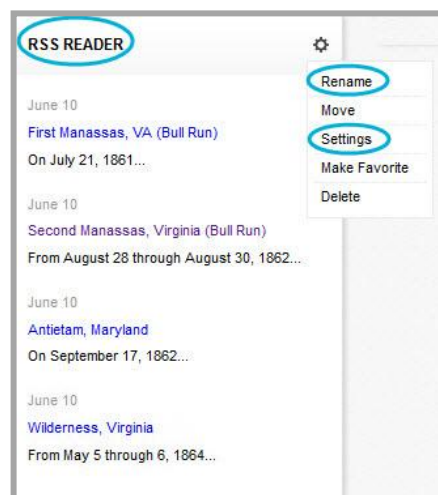 RSS READER
Rename
Move
Settings
Make Favorite
Delete
June 10
First Manassas, VA (Bull Run)
On July 21, 1861...
June 10
Second Manassas, Virginia (Bull Run)
From August 28 through August 30, 1862...
June 10
Antietam, Maryland
On September 17, 1862...
June 10
Wilderness, Virginia
From May 5 through 6, 1864...